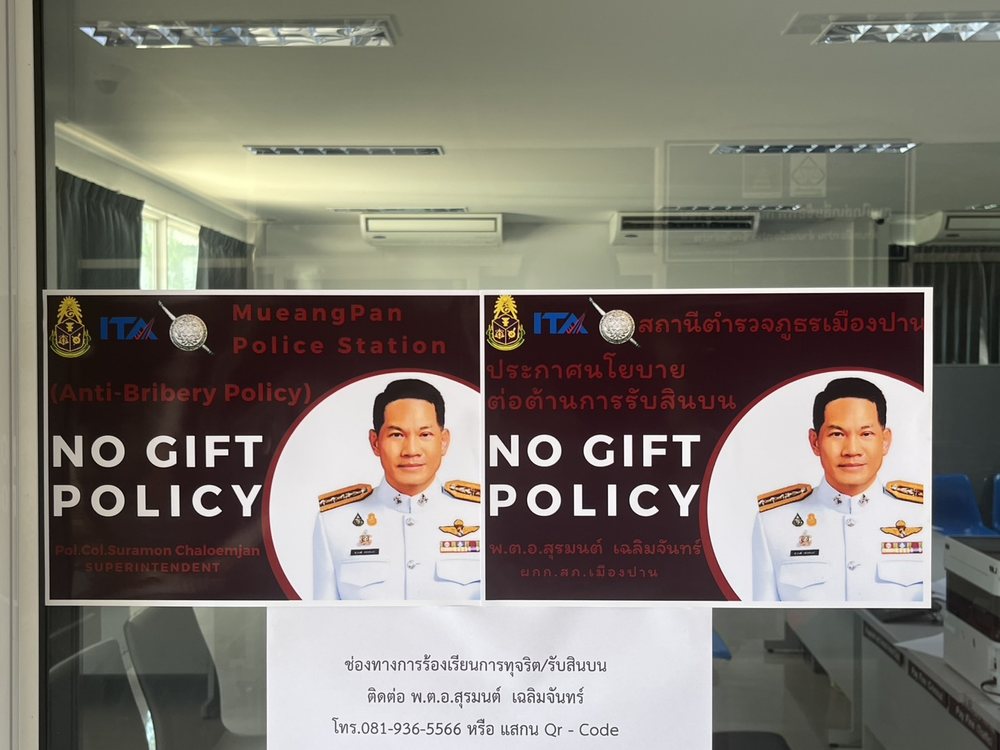 ITA
MueangPan
Police Station
(Anti-Bribery Policy)
NO GIFT
POLICY
Pol.Col.Suramon Chaloemjan
SUPERINTENDENT
ITA
สถานีตำรวจภูธรเมืองปาน
ประกาศนโยบาย
ต่อต้านการรับสินบน
NO GIFT
POLICY
พ.ต.อ.สุรมนต์ เฉลิมจันทร์
ผกก.สภ.เมืองปาน
ช่องทางการร้องเรียนการทุจริต/รับสินบน
ติดต่อ พ.ต.อ.สุรมนต์ เฉลิมจันทร์
โทร.081-936-5566 หรือ แสกน Qr - Code